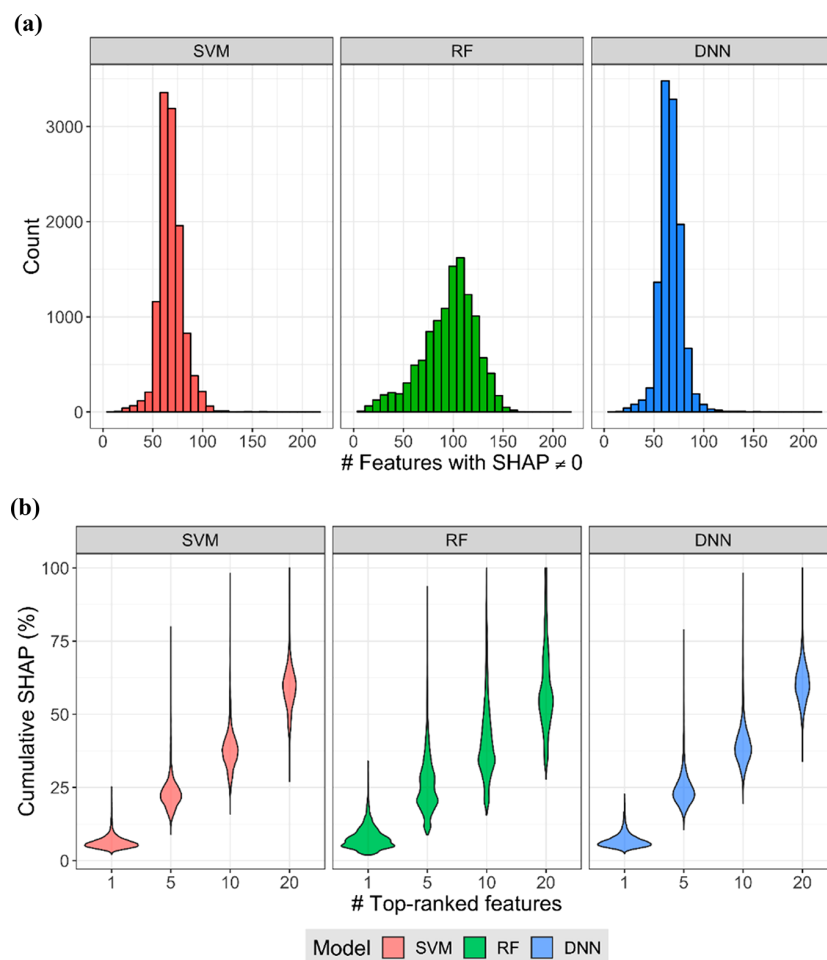 (a)
SVM RF DNN
Count
3000
2000
1000
0
0 50 100 150 200 0 50 100 150 200 0 50 100 150 200
# Features with SHAP ≠ 0
(b)
SVM RF DNN
Cumulative SHAP (%)
100
75
50
25
0
1 5 10 20 1 5 10 20 1 5 10 20
# Top-ranked features
Model SVM RF DNN